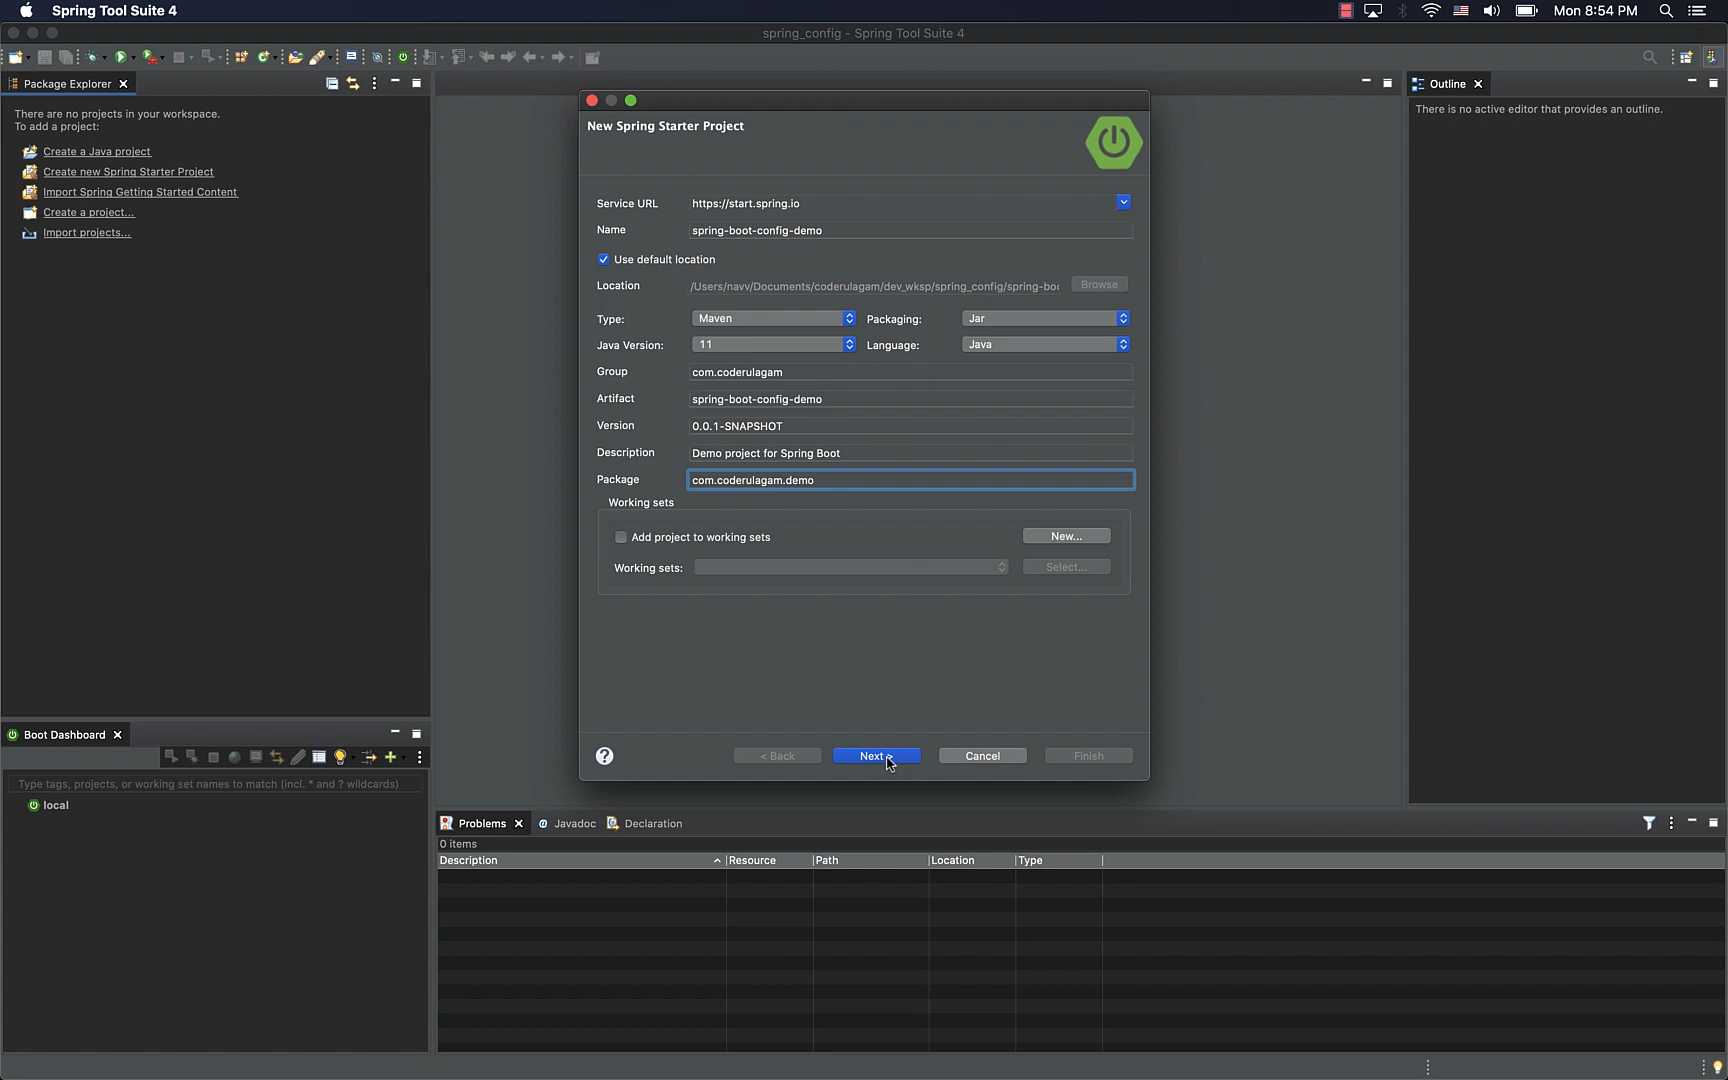 Spring Tool Suite 4
Mon 8:54 PM
spring_config - Spring Tool Suite 4
Package Explorer
There are no projects in your workspace.
To add a project:
Create a Java project
Create new Spring Starter Project
Import Spring Getting Started Content
Create a project...
Import projects...
New Spring Starter Project
Service URL https://start.spring.io
Name spring-boot-config-demo
Use default location
Location /Users/navv/Documents/coderulagam/dev_wksp/spring_config/spring-boo Browse
Type: Maven Packaging: Jar
Java Version: 11 Language: Java
Group com.coderulagam
Artifact spring-boot-config-demo
Version 0.0.1-SNAPSHOT
Description Demo project for Spring Boot
Package com.coderulagam.demo
Working sets
Add project to working sets New...
Working sets: Select...
< Back Next > Cancel Finish
Outline
There is no active editor that provides an outline.
Boot Dashboard
Type tags, projects, or working set names to match (incl. * and ? wildcards)
local
Problems @ Javadoc Declaration
0 items
Description Resource Path Location Type